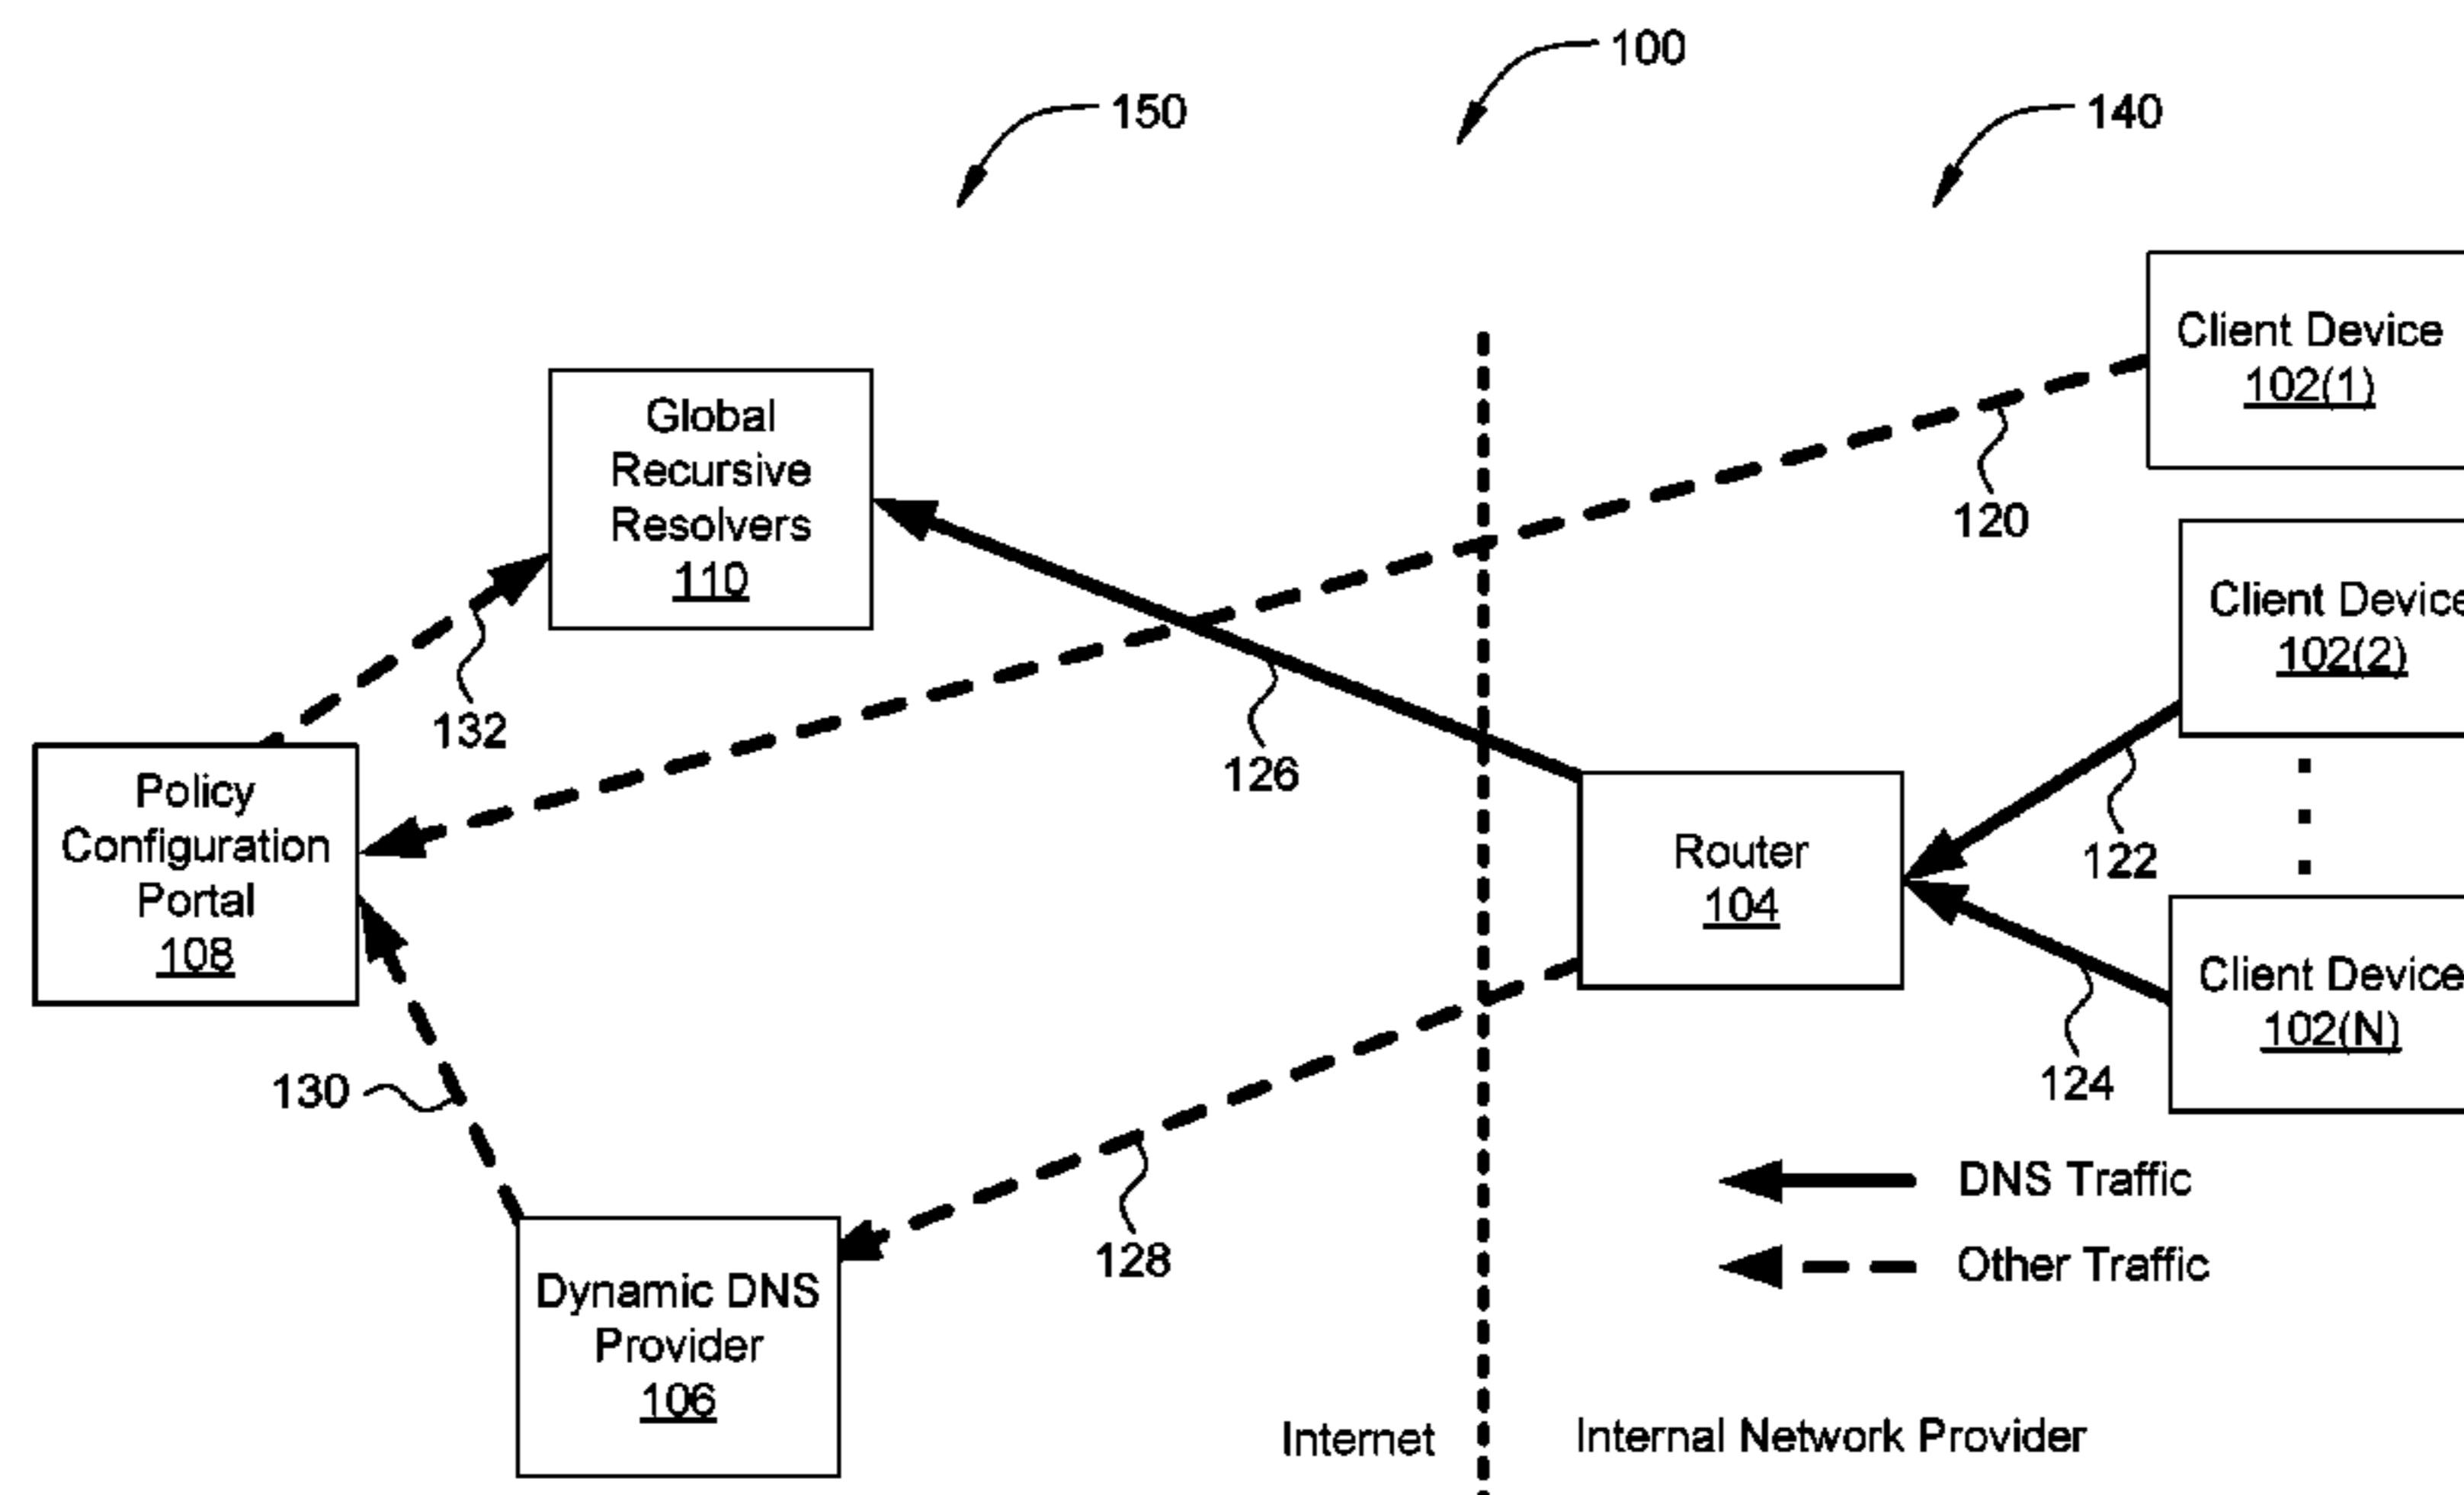 100
150
140
Client Device
102(1)
Global
Recursive
Resolvers
110
120
Client Device
102(2)
132
126
Policy
Configuration
Portal
108
Router
104
122
Client Device
102(N)
124
130
DNS Traffic
128
Other Traffic
Dynamic DNS
Provider
106
Internet
Internal Network Provider